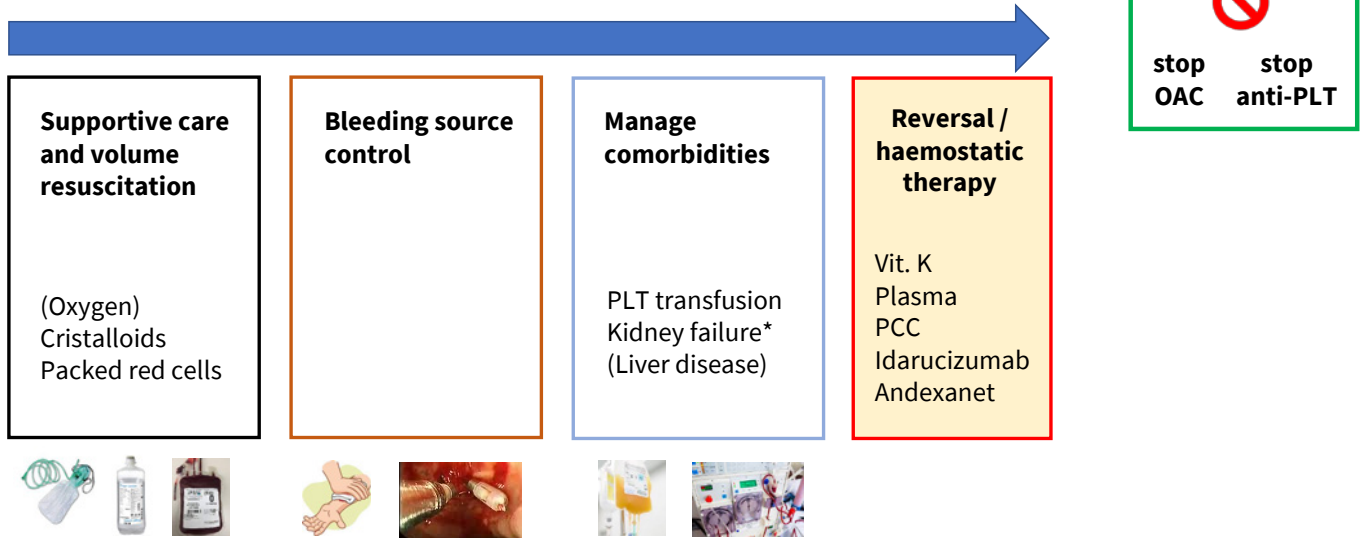 stop stop
OAC anti-PLT
Supportive care
and volume
resuscitation
(Oxygen)
Cristalloids
Packed red cells
Bleeding source
control
Manage
comorbidities
PLT transfusion
Kidney failure*
(Liver disease)
Reversal /
haemostatic
therapy
Vit. K
Plasma
PCC
Idarucizumab
Andexanet